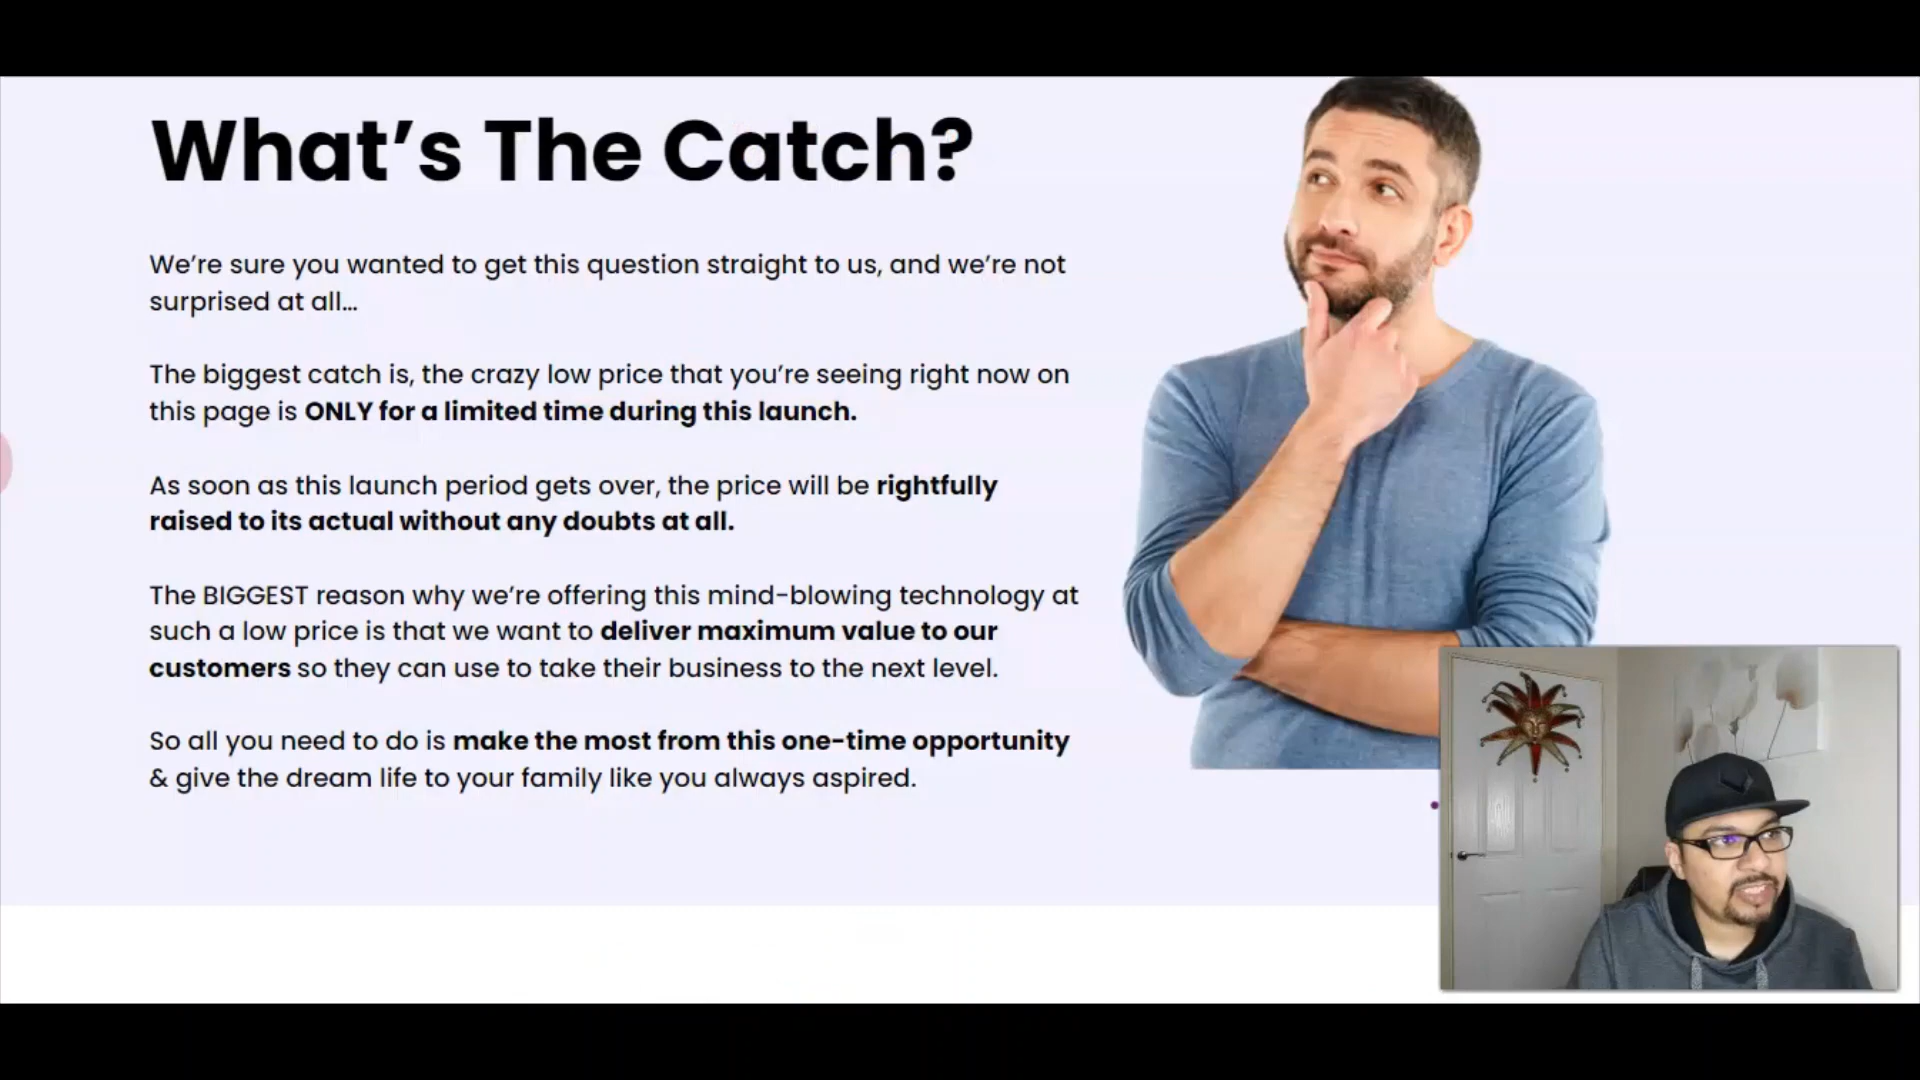 What's The Catch?
We're sure you wanted to get this question straight to us, and we're not
surprised at all...
The biggest catch is, the crazy low price that you're seeing right now on
this page is ONLY for a limited time during this launch.
As soon as this launch period gets over, the price will be rightfully
raised to its actual without any doubts at all.
The BIGGEST reason why we're offering this mind-blowing technology at
such a low price is that we want to deliver maximum value to our
customers so they can use to take their business to the next level.
So all you need to do is make the most from this one-time opportunity
& give the dream life to your family like you always aspired.